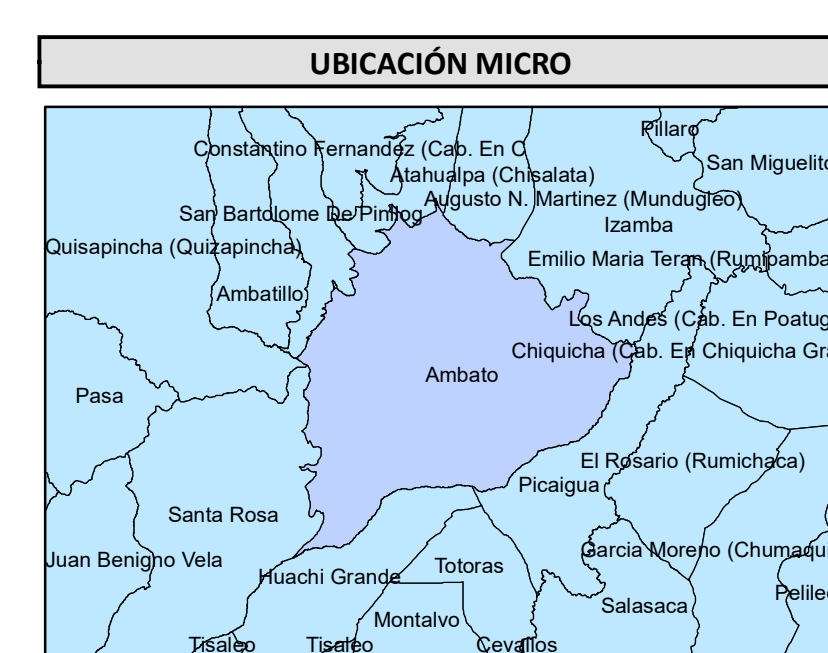 UBICACIÓN MICRO
Pillaro
Constantino Fernandez (Cab. En C
San Miguelito
Atahualpa (Chisalata)
Augusto N. Martinez (Mundugleo)
San Bartolome De Pinllog
Izamba
Quisapincha (Quizapincha)
Emilio Maria Teran (Rumipamba
Ambatillo
Los Andes (Cab. En Poatug
Chiquicha (Cab. En Chiquicha Gra
Ambato
Pasa
El Rosario (Rumichaca)
Picaigua
Santa Rosa
Garcia Moreno (Chumaqui
Juan Benigno Vela
Totoras
Huachi Grande
Pelileo
Salasaca
Montalvo
Tisaleo
Tisaleo
Cevallos